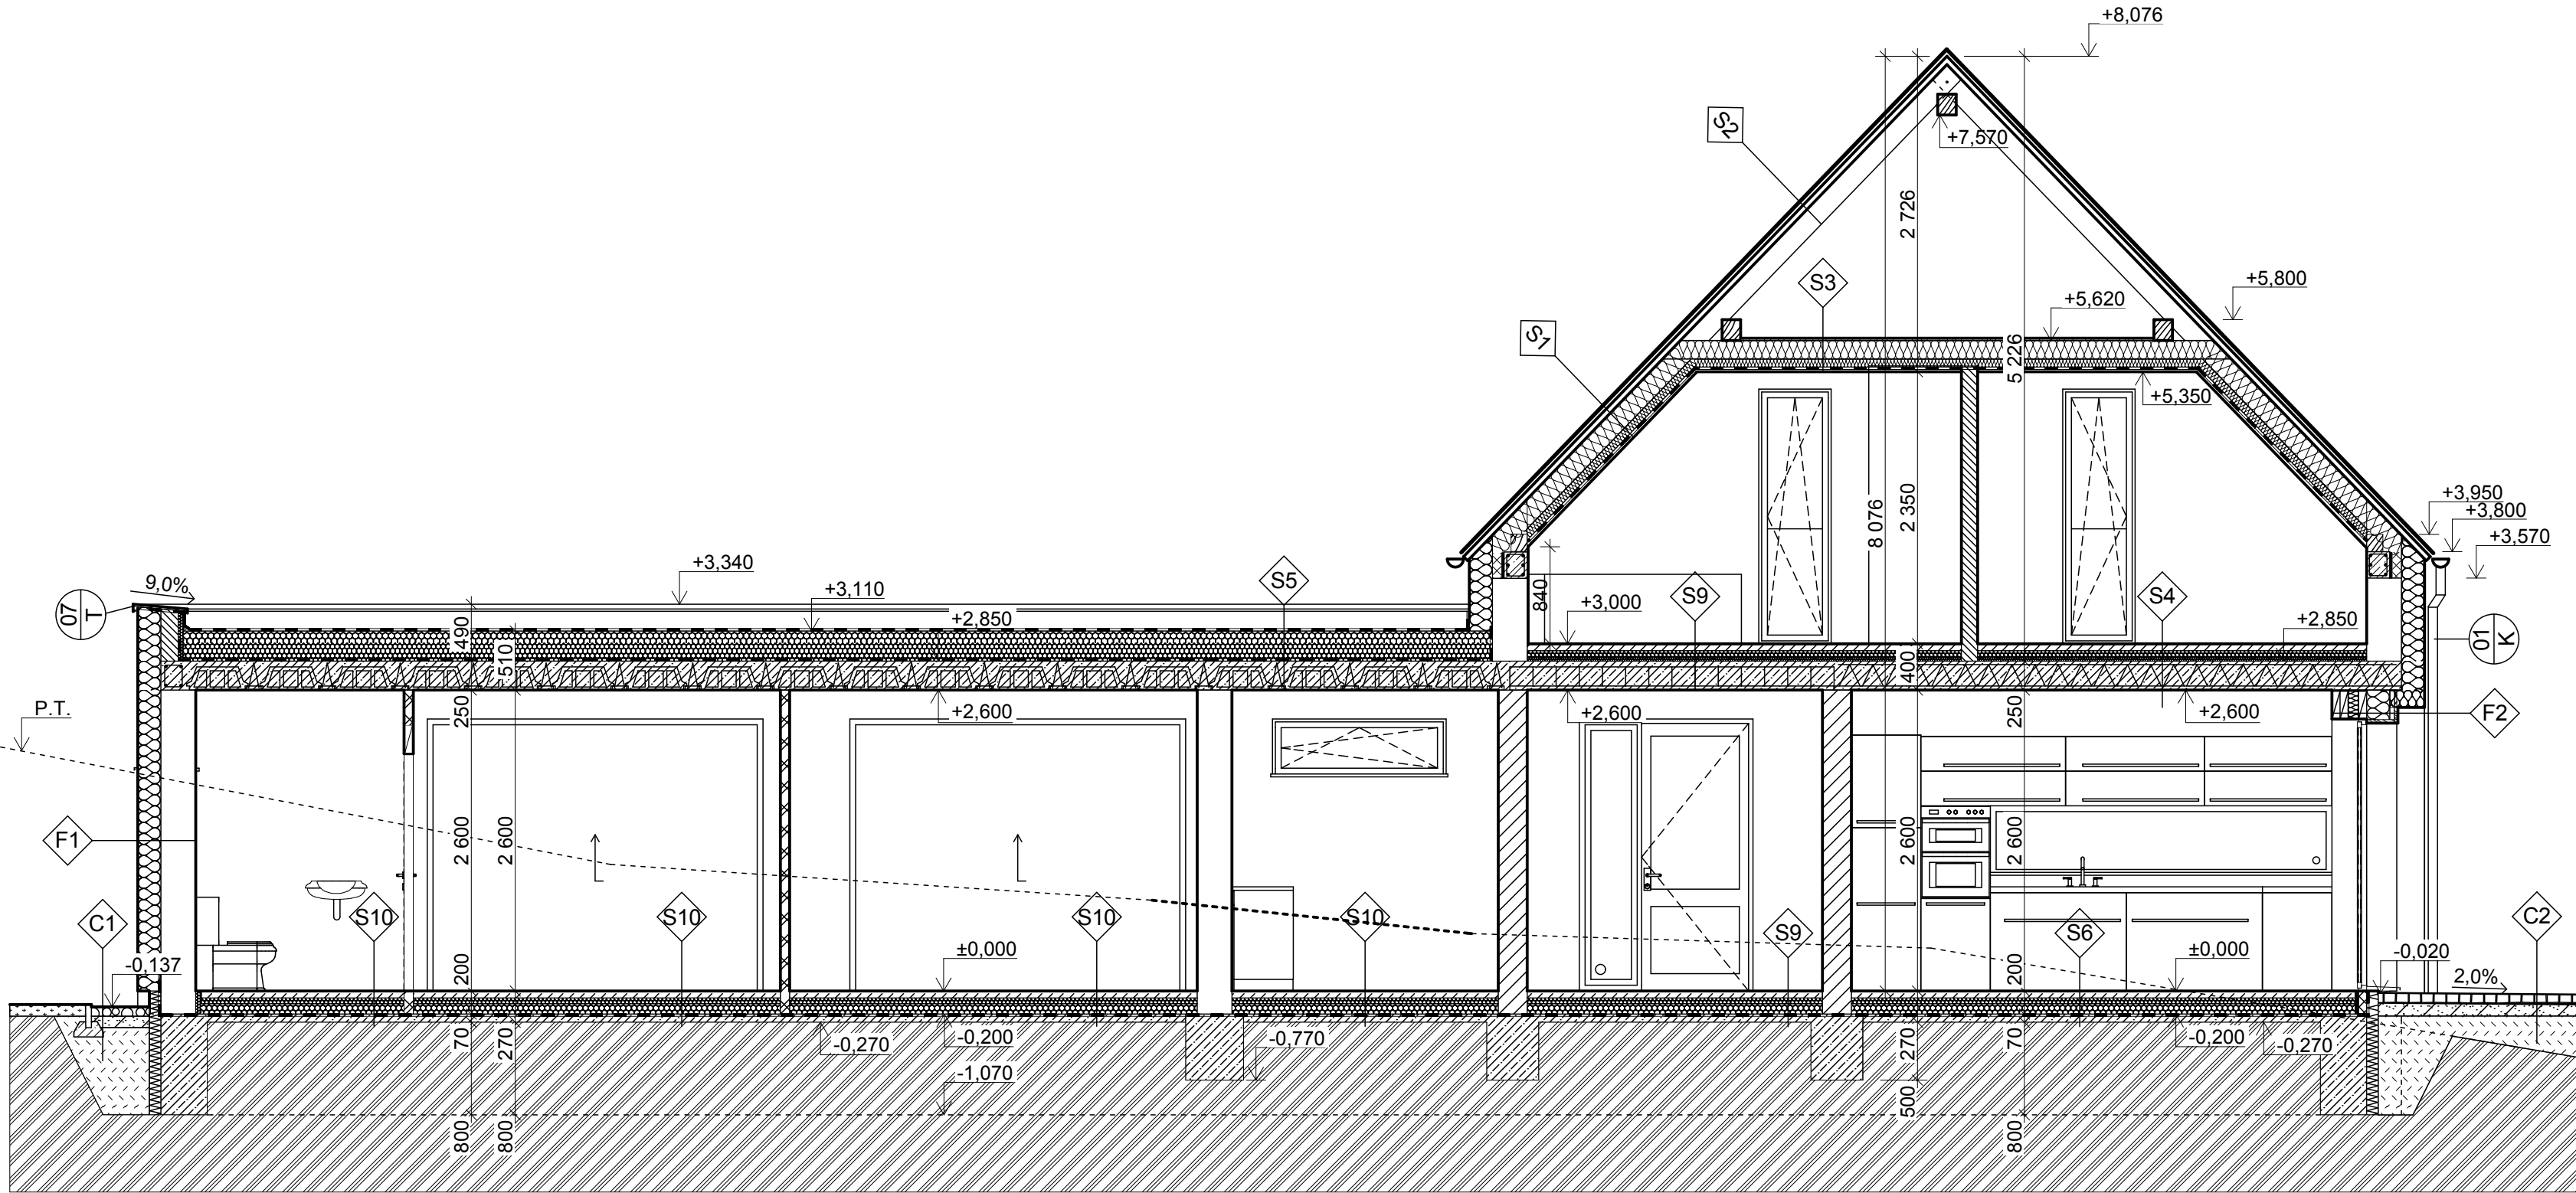 +8,076
+7,570
S2
2 726
S3
+5,800
+5,620
S1
5 226
+5,350
8 076
2 350
+3,950
+3,800
+3,570
9,0%
07
T
+3,340
+3,110
+2,850
S5
840
+3,000
S9
S4
+2,850
01
K
490
510
400
P.T.
250
+2,600
+2,600
250
+2,600
F2
F1
2 600
2 600
2 600
2 600
C1
S10
S10
S10
S10
S9
S6
C2
-0,137
200
±0,000
200
±0,000
-0,020
2,0%
70
270
-0,270
-0,200
-0,770
270
70
-0,200
-0,270
-1,070
500
800
800
800